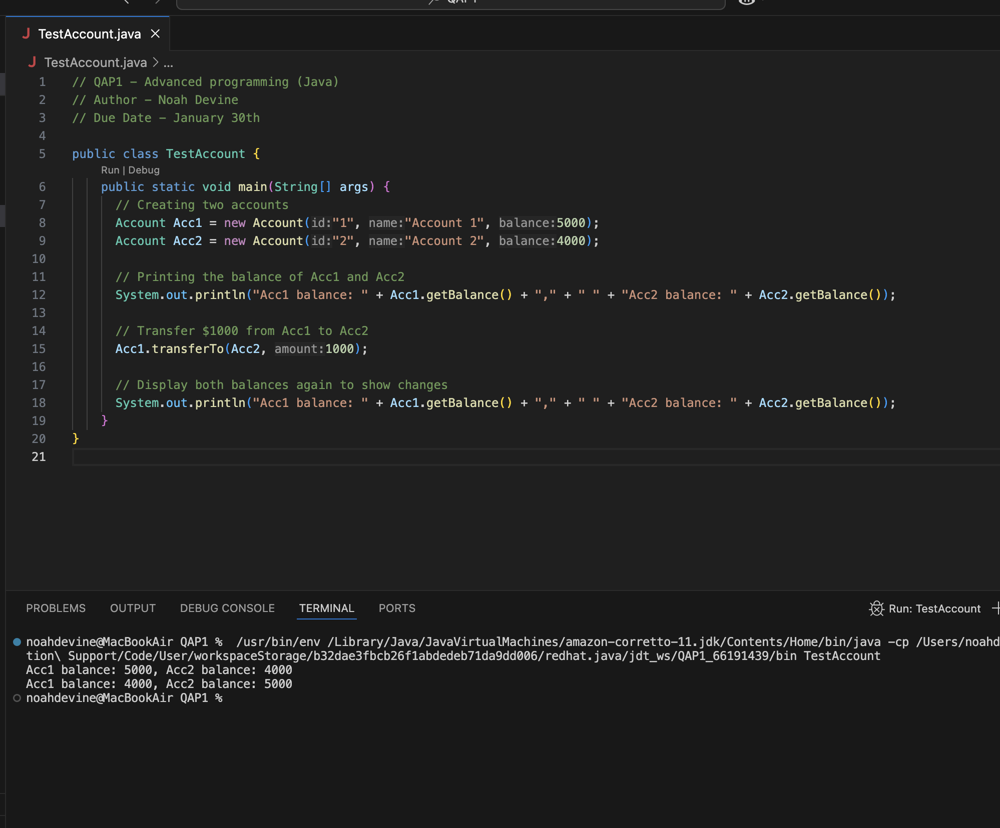 TestAccount.java
TestAccount.java > ...
1 // QAP1 – Advanced programming (Java)
2 // Author – Noah Devine
3 // Due Date – January 30th
4
5 public class TestAccount {
Run | Debug
6 public static void main(String[] args) {
7 // Creating two accounts
8 Account Acc1 = new Account(id:"1", name:"Account 1", balance:5000);
9 Account Acc2 = new Account(id:"2", name:"Account 2", balance:4000);
10
11 // Printing the balance of Acc1 and Acc2
12 System.out.println("Acc1 balance: " + Acc1.getBalance() + "," + " " + "Acc2 balance: " + Acc2.getBalance());
13
14 // Transfer $1000 from Acc1 to Acc2
15 Acc1.transferTo(Acc2, amount:1000);
16
17 // Display both balances again to show changes
18 System.out.println("Acc1 balance: " + Acc1.getBalance() + "," + " " + "Acc2 balance: " + Acc2.getBalance());
19 }
20 }
21
PROBLEMS OUTPUT DEBUG CONSOLE TERMINAL PORTS Run: TestAccount
noahdevine@MacBookAir QAP1 % /usr/bin/env /Library/Java/JavaVirtualMachines/amazon-corretto-11.jdk/Contents/Home/bin/java -cp /Users/noahd
tion\ Support/Code/User/workspaceStorage/b32dae3fbcb26f1abdedeb71da9dd006/redhat.java/jdt_ws/QAP1_66191439/bin TestAccount
Acc1 balance: 5000, Acc2 balance: 4000
Acc1 balance: 4000, Acc2 balance: 5000
noahdevine@MacBookAir QAP1 %